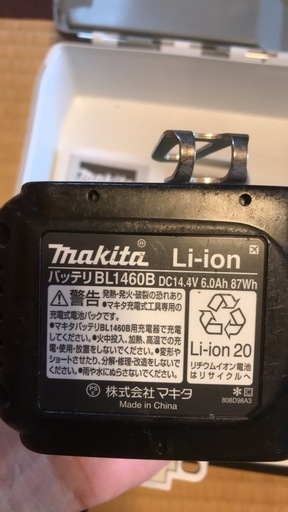 makita® Li-ion
バッテリ BL1460B DC14.4V 6.0Ah 87Wh
警告 発熱・発火・破裂の恐れあり
・マキタ充電式工具専用の
充電式電池パックです。
・マキタバッテリBL1460B用充電器で充電
してください。・火中投入、加熱、高温での充
電・使用・放置をしないでください・変形や
ショートさせたり、分解・修理・改造をしない
でください・雨や水にぬらさないでください
Li-ion 20
リチウムイオン電池
はリサイクルへ
PS E 株式会社 マキタ
Made in China
808D98A3